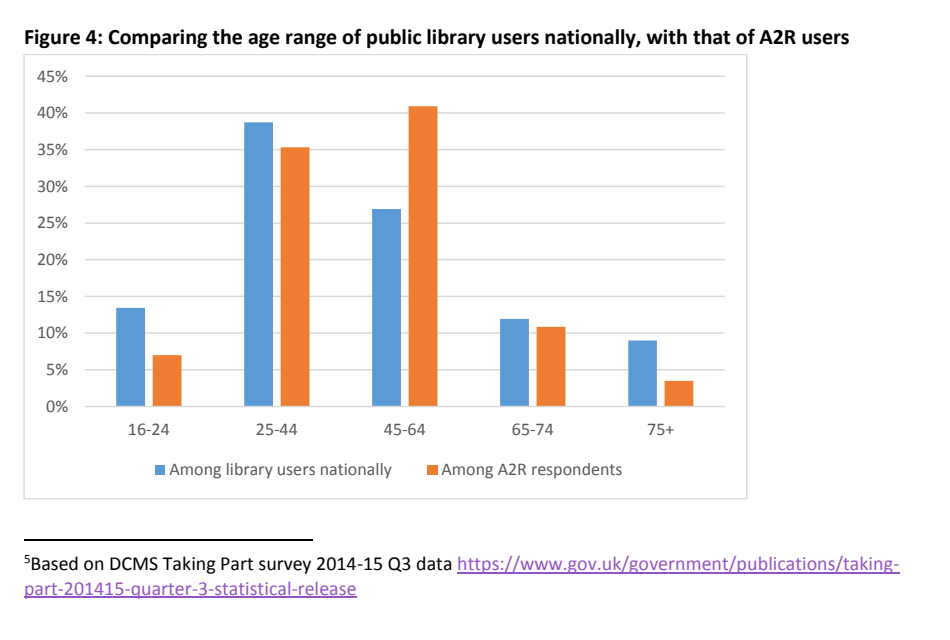 Figure 4: Comparing the age range of public library users nationally, with that of A2R users
45%
40%
35%
30%
25%
20%
15%
10%
5%
0%
16-24 25-44 45-64 65-74 75+
Among library users nationally Among A2R respondents
5Based on DCMS Taking Part survey 2014-15 Q3 data https://www.gov.uk/government/publications/taking-
part-201415-quarter-3-statistical-release